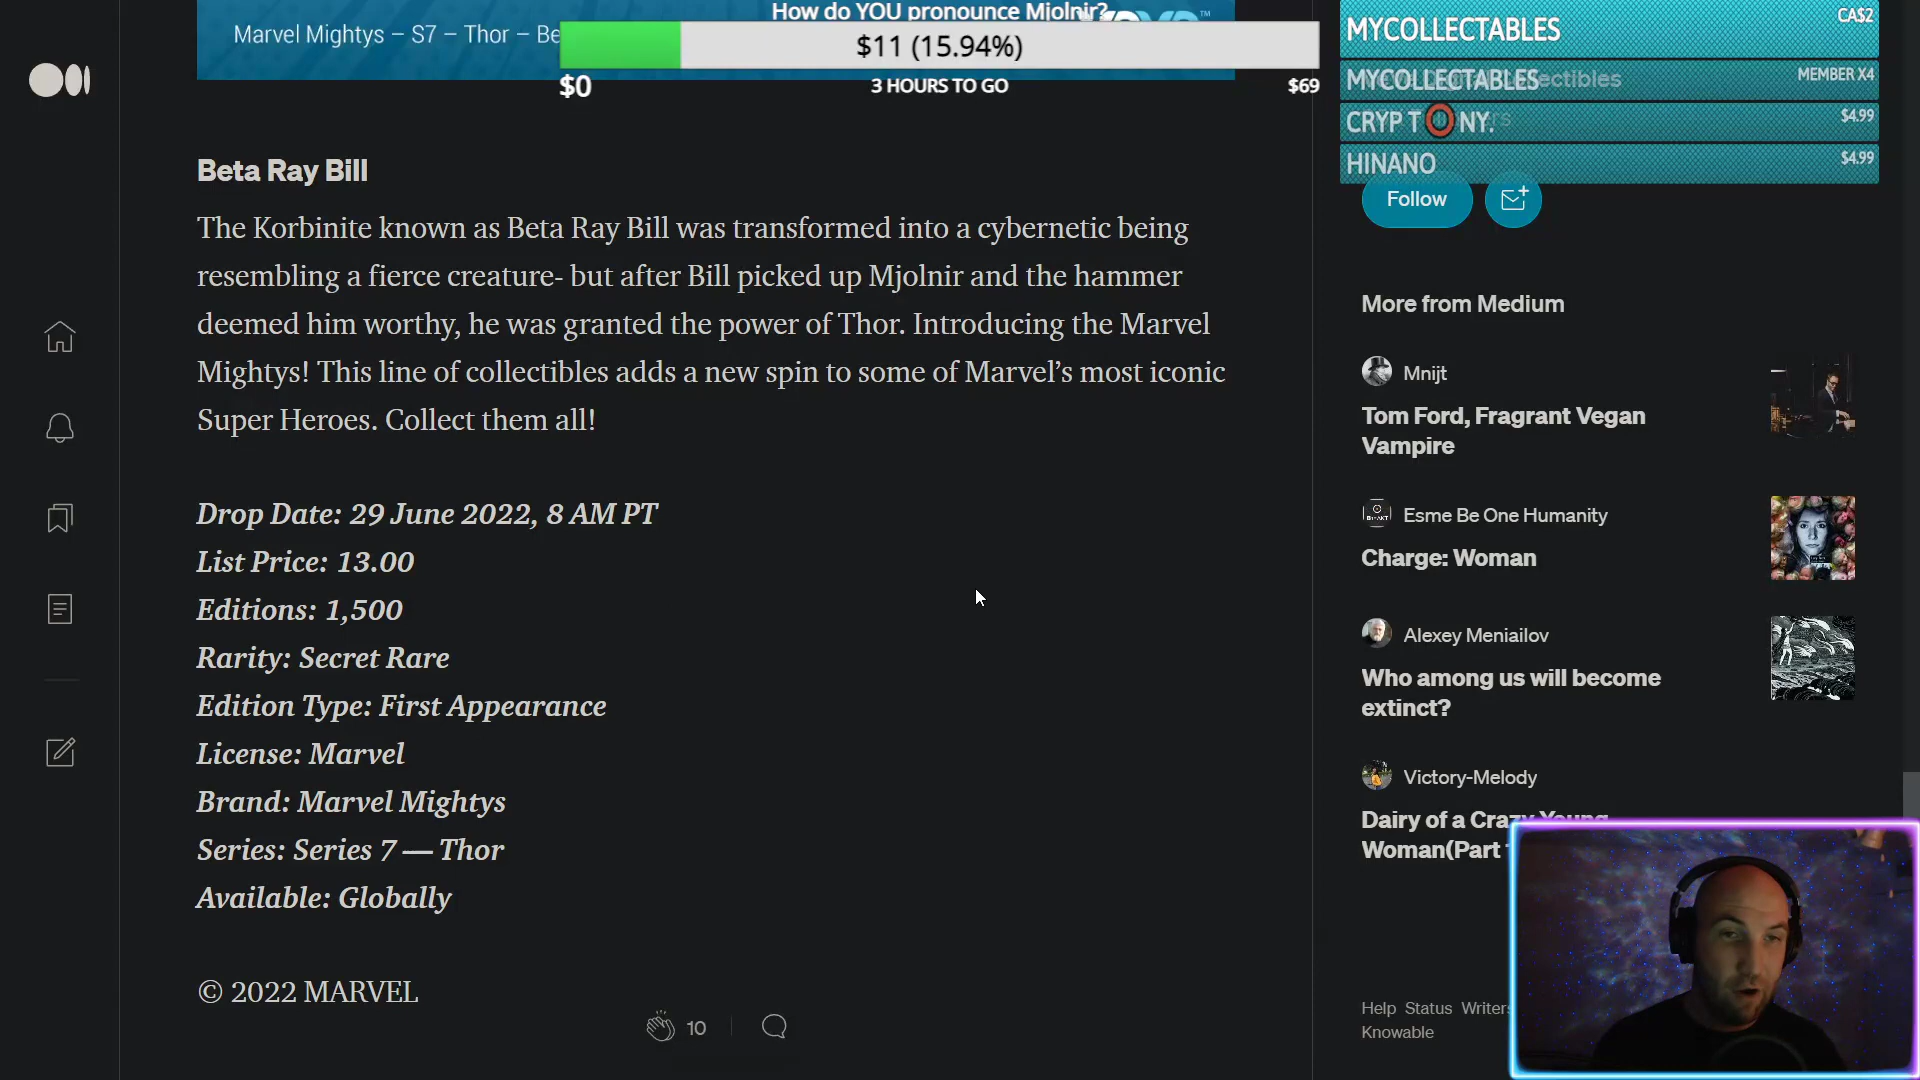 How do YOU pronounce Mjolnir?
Marvel Mightys – S7 – Thor – Be
$11 (15.94%)
$0
3 HOURS TO GO
$69
MYCOLLECTABLES
CA$2
MYCOLLECTABLES
MEMBER X4
CRYPTONY.
$4.99
HINANO
$4.99
Beta Ray Bill
The Korbinite known as Beta Ray Bill was transformed into a cybernetic being
resembling a fierce creature- but after Bill picked up Mjolnir and the hammer
deemed him worthy, he was granted the power of Thor. Introducing the Marvel
Mightys! This line of collectibles adds a new spin to some of Marvel’s most iconic
Super Heroes. Collect them all!
Drop Date: 29 June 2022, 8 AM PT
List Price: 13.00
Editions: 1,500
Rarity: Secret Rare
Edition Type: First Appearance
License: Marvel
Brand: Marvel Mightys
Series: Series 7 — Thor
Available: Globally
© 2022 MARVEL
10
Follow
More from Medium
Mnijt
Tom Ford, Fragrant Vegan
Vampire
Esme Be One Humanity
Charge: Woman
Alexey Meniailov
Who among us will become
extinct?
Victory-Melody
Dairy of a Crazy Young
Woman(Part
Help Status Writers
Knowable